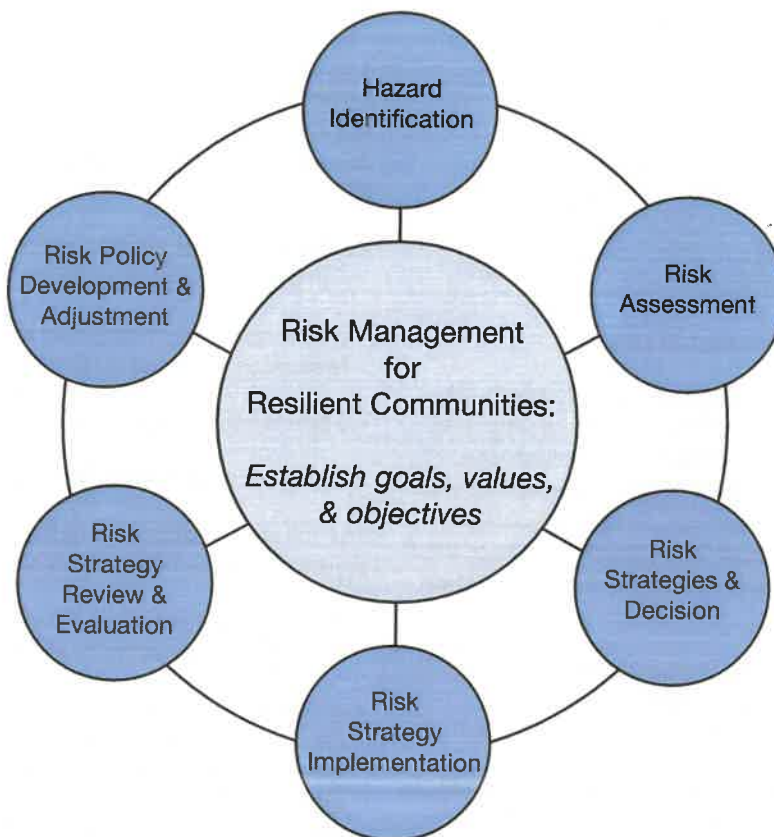 Hazard
Identification
Risk
Assessment
Risk
Strategies &
Decision
Risk
Strategy
Implementation
Risk
Strategy
Review &
Evaluation
Risk Policy
Development &
Adjustment
Risk Management
for
Resilient Communities:
Establish goals, values,
& objectives